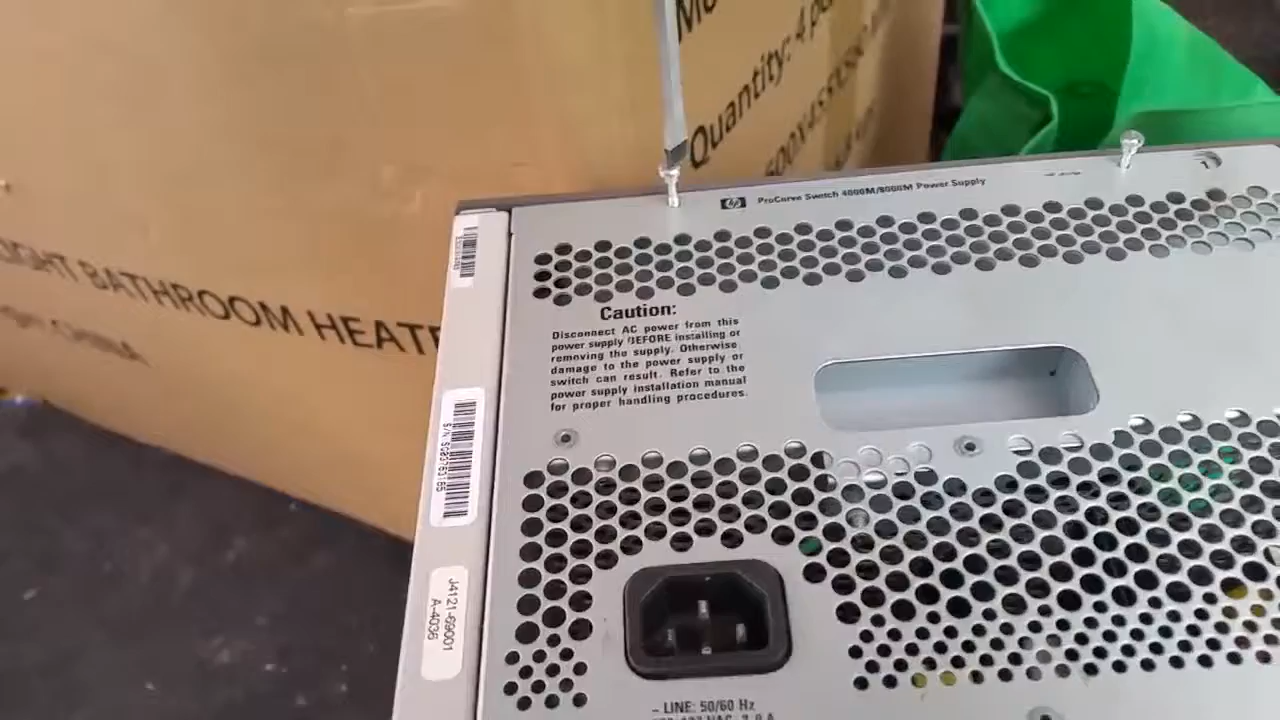 Quantity: 4
BATHROOM
hp ProCurve Switch 4000M/8000M Power Supply
Caution:
Disconnect AC power from this
power supply BEFORE installing or
removing the supply. Otherwise
damage to the power supply or
switch can result. Refer to the
power supply installation manual
for proper handling procedures.
J4121-69001
A-4036
~ LINE: 50/60 Hz